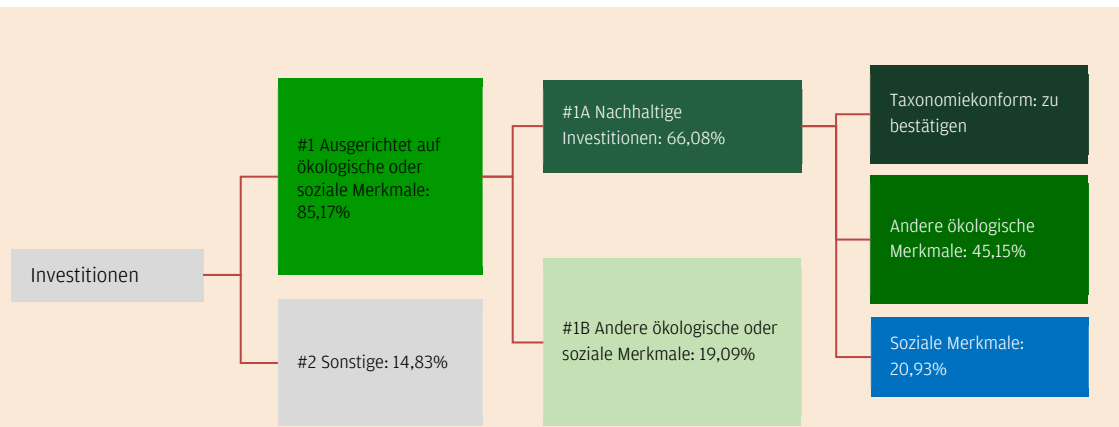 Investitionen
#1 Ausgerichtet auf
ökologische oder
soziale Merkmale:
85,17%
#2 Sonstige: 14,83%
#1A Nachhaltige
Investitionen: 66,08%
#1B Andere ökologische oder
soziale Merkmale: 19,09%
Taxonomiekonform: zu
bestätigen
Andere ökologische
Merkmale: 45,15%
Soziale Merkmale:
20,93%